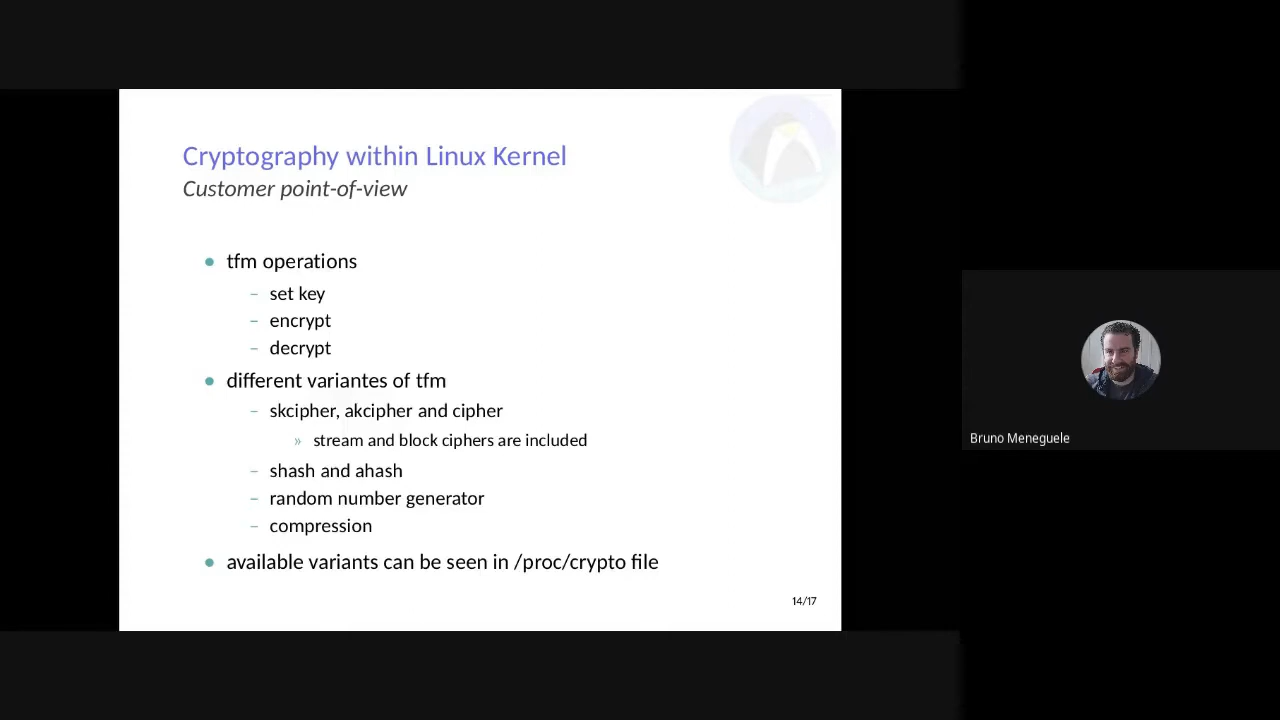 Cryptography within Linux Kernel
Customer point-of-view
• tfm operations
– set key
– encrypt
– decrypt
• different variantes of tfm
– skcipher, akcipher and cipher
» stream and block ciphers are included
– shash and ahash
– random number generator
– compression
• available variants can be seen in /proc/crypto file
14/17
Bruno Meneguele